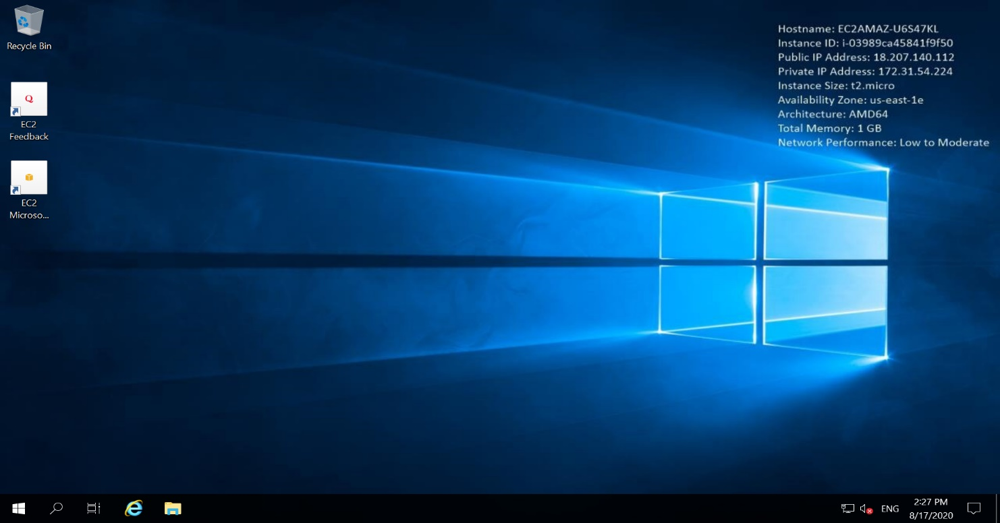 Recycle Bin
Q
EC2
Feedback
EC2
Microso...
Hostname: EC2AMAZ-U6S47KL
Instance ID: i-03989ca45841f9f50
Public IP Address: 18.207.140.112
Private IP Address: 172.31.54.224
Instance Size: t2.micro
Availability Zone: us-east-1e
Architecture: AMD64
Total Memory: 1 GB
Network Performance: Low to Moderate
ENG
2:27 PM
8/17/2020